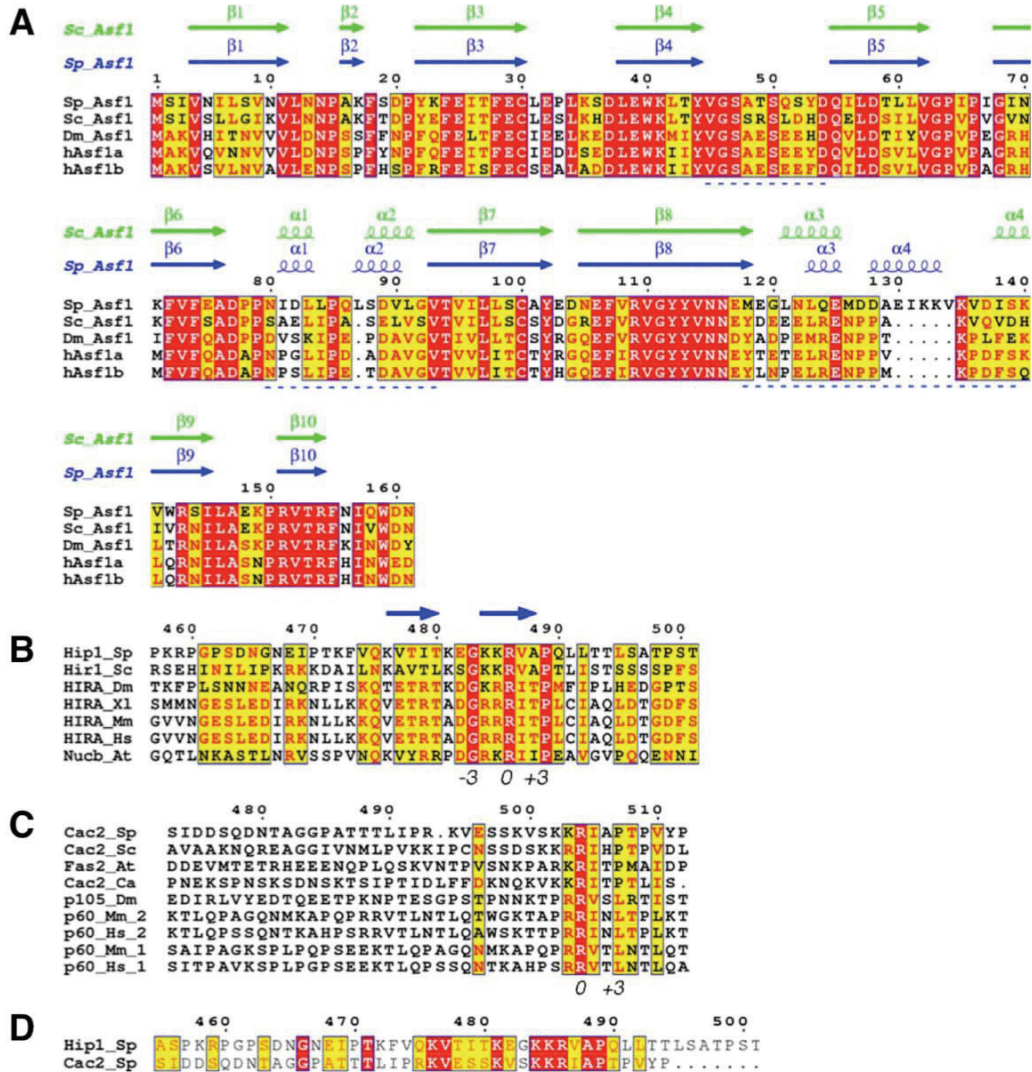 A
Sc_Asf1 β1 β2 β3 β4 β5
Sp_Asf1 β1 β2 β3 β4 β5
1 10 20 30 40 50 60 70
Sp_Asf1 MSIVNILSVNVLNNPAKFSDPYKFEITFECLEPLKSDLEWKLTYVGSATSQSYDQILDTLLVGPIPIGIN
Sc_Asf1 MSIVSLLGIKVLNNPAKFTDPYEFEITFECLESLKHDLEWKLTYVGSSRSLDHDQELDSILVGPVPVGVN
Dm_Asf1 MAKVHITNVVVLDNPSSFFNPFQFELTFECIEELKEDLEWKMIYVGSAESEEHDQVLDTIYVGPVPEGRH
hAsf1a MAKVQVNNVVVLDNPSPFYNPFQFEITFECIEDLSEDLEWKIIYVGSAESEEYDQVLDSVLVGPVPAGRH
hAsf1b MAKVSVLNVAVLENPSPFHSPFRFEISFECSEALADDLEWKIIYVGSAESEEFDQILDSVLVGPVPAGRH
Sc_Asf1 β6 α1 α2 β7 β8 α3 α4
Sp_Asf1 β6 α1 α2 β7 β8 α3 α4
80 90 100 110 120 130 140
Sp_Asf1 KFVFEADPPNIDLLPQLSDVLGVTVILLSCAYEDNEFVRVGYYVNNEMEGLNLQEMDDAEIKKVKVDISK
Sc_Asf1 KFVFSADPPSAELIPA.SELVSVTVILLSCSYDGREFVRVGYYVNNEYDEEELRENPPA.....KVQVDH
Dm_Asf1 IFVFQADPPDVSKIPE.PDAVGVTIVLLTCSYRGQEFVRVGYYVNNDYADPELRENPPT.....KPLFEK
hAsf1a MFVFQADAPNPGLIPD.ADAVGVTVVLITCTYRGQEFIRVGYYVNNEYTETELRENPPV.....KPDFSK
hAsf1b MFVFQADAPNPSLIPE.TDAVGVTVVLITCTYHGQEFIRVGYYVNNEYLNPELRENPPM.....KPDFSQ
Sc_Asf1 β9 β10
Sp_Asf1 β9 β10
150 160
Sp_Asf1 VWRSILAEKPRVTRFNIQWDN
Sc_Asf1 IVRNILAEKPRVTRFNIVWDN
Dm_Asf1 LTRNILASKPRVTRFKINWDY
hAsf1a LQRNILASNPRVTRFHINWED
hAsf1b LQRNILASNPRVTRFHINWDN
B
460 470 480 490 500
Hip1_Sp PKRPGPSDNGNEIPTKFVQKVTITKEGKKRVAPQLLTTLSATPST
Hir1_Sc RSEHINILIPKRKKDAILNKAVTLKSGKKRVAPTLISTSSSSPFS
HIRA_Dm TKFPLSNNNEANQRPISKQTETRTKDGKRRITPMFIPLHEDGPTS
HIRA_Xl SMMNGESLEDIRKNLLKKQVETRTADGRRRITPLCIAQLDTGDFS
HIRA_Mm GVVNGESLEDIRKNLLKKQVETRTADGRRRITPLCIAQLDTGDFS
HIRA_Hs GVVNGESLEDIRKNLLKKQVETRTADGRRRITPLCIAQLDTGDFS
Nucb_At GQTLNKASTLNRVSSPVNQKVYRRPDGRKRIIPEAVGVPQQENNI
-3 0 +3
C
480 490 500 510
Cac2_Sp SIDDSQDNTAGGPATTTLIPR.KVESSKVSKKRIAPTPVYP
Cac2_Sc AVAAKNQREAGGIVNMLPVKKIPCNSSDSKKRRIHPTPVDL
Fas2_At DDEVMTETRHEEENQPLQSKVNTPVSNKPARKRITPMAIDP
Cac2_Ca PNEKSPNSKSDNSKTSIPTIDLFFDKNQKVKKRITPTLIS.
p105_Dm EDIRLVYEDTQEETPKNPTESGPSTPNNKTPRRVSLRTIST
p60_Mm_2 KTLQPAGQNMKAPQPRRVTLNTLQTWGKTAPRRINLTPLKT
p60_Hs_2 KTLQPSSQNTKAHPSRRVTLNTLQAWSKTTPRRINLTPLKT
p60_Mm_1 SAIPAGKSPLPQPSEEKTLQPAGQNMKAPQPRRVTLNTLQT
p60_Hs_1 SITPAVKSPLPGPSEEKTLQPSSQNTKAHPSRRVTLNTLQA
0 +3
D
460 470 480 490 500
Hip1_Sp ASPKRPGPSDNGNEIPTKFVQKVTITKEGKKRVAPQLLTTLSATPST
Cac2_Sp SIDDSQDNTAGGPATTTLIPRKVESSKVSKKRIAPTPVYP.......